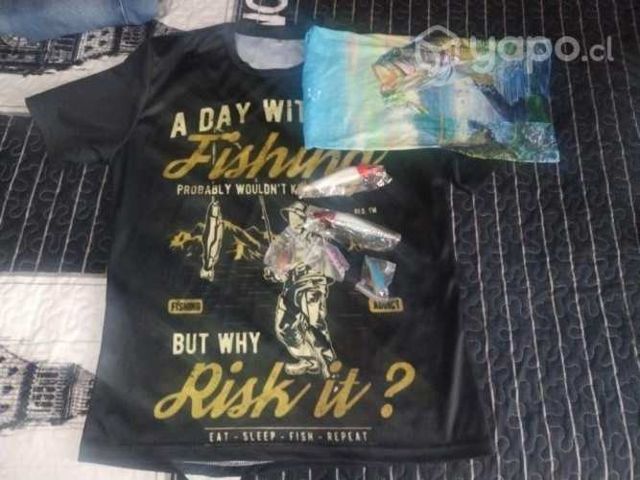 yapo.cl
A DAY WIT
Fishing
PROBABLY WOULDN'T K
FISHING
ADDICT
BUT WHY
Risk it?
EAT - SLEEP - FISH - REPEAT